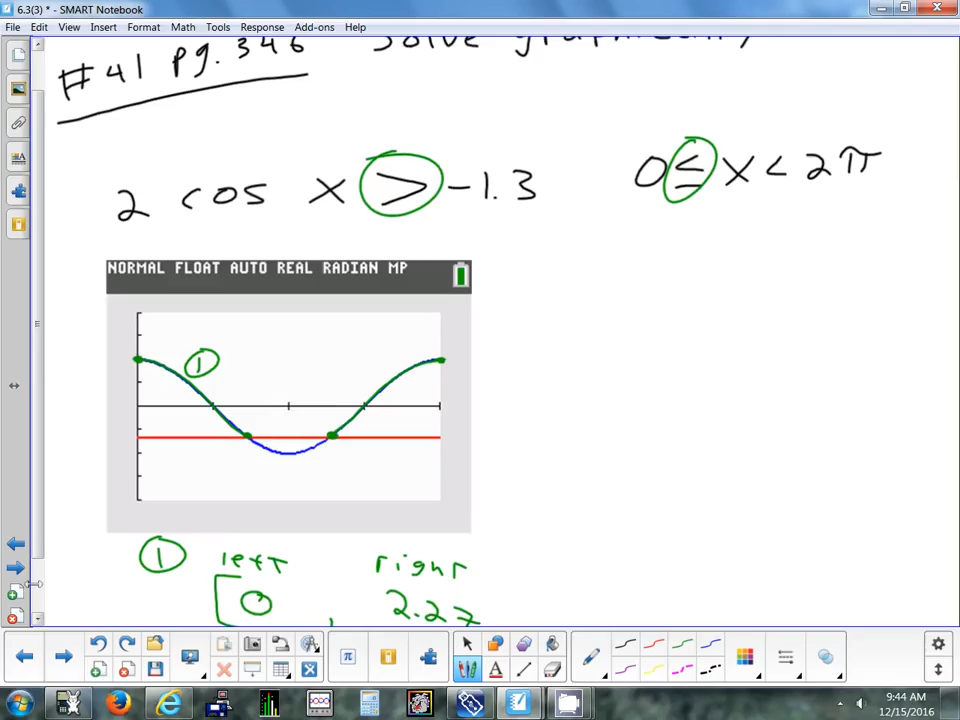 6.3(3) * - SMART Notebook
File Edit View Insert Format Math Tools Response Add-ons Help
#41 pg. 346 Solve graphically
2 cos x > -1.3 0 ≤ x < 2π
NORMAL FLOAT AUTO REAL RADIAN MP
1
1 left right
[0 , 2.27
π A
9:44 AM
12/15/2016